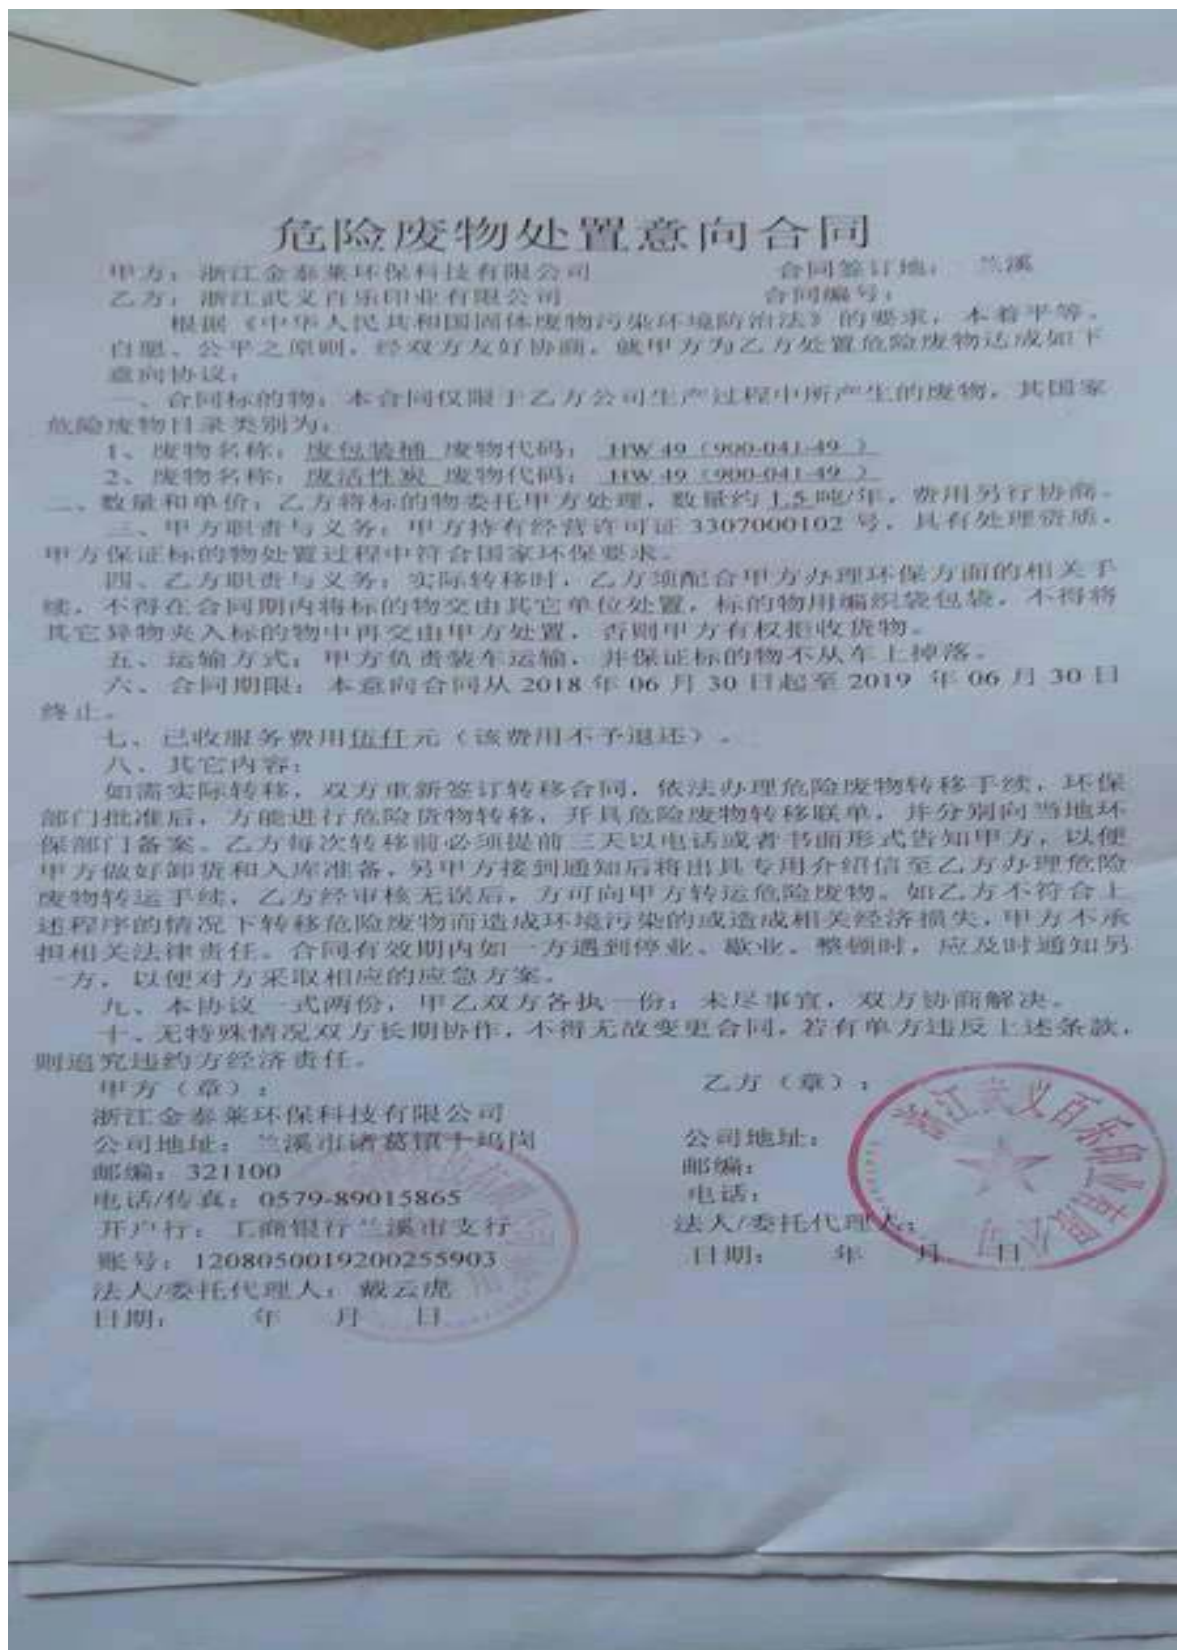 危险废物处置意向合同
甲方：浙江金泰莱环保科技有限公司 合同签订地： 兰溪
乙方：浙江武义百乐印业有限公司 合同编号：
根据《中华人民共和国固体废物污染环境防治法》的要求，本着平等、
自愿、公平之原则，经双方友好协商，就甲方为乙方处置危险废物达成如下
意向协议：
一、合同标的物：本合同仅限于乙方公司生产过程中所产生的废物，其国家
危险废物目录类别为：
1、废物名称：废包装桶 废物代码： HW 49（900-041-49 ）
2、废物名称：废活性炭 废物代码： HW 49（900-041-49 ）
二、数量和单价：乙方将标的物委托甲方处理，数量约 1.5 吨/年，费用另行协商。
三、甲方职责与义务：甲方持有经营许可证 3307000102 号，具有处理资质，
甲方保证标的物处置过程中符合国家环保要求。
四、乙方职责与义务：实际转移时，乙方须配合甲方办理环保方面的相关手
续，不得在合同期内将标的物交由其它单位处置，标的物用编织袋包装，不得将
其它异物夹入标的物中再交由甲方处置，否则甲方有权拒收货物。
五、运输方式：甲方负责装车运输，并保证标的物不从车上掉落。
六、合同期限：本意向合同从 2018 年 06 月 30 日起至 2019 年 06 月 30 日
终止。
七、已收服务费用伍仟元（该费用不予退还）。
八、其它内容：
如需实际转移，双方重新签订转移合同，依法办理危险废物转移手续，环保
部门批准后，方能进行危险货物转移，开具危险废物转移联单，并分别向当地环
保部门备案。乙方每次转移前必须提前三天以电话或者书面形式告知甲方，以便
甲方做好卸货和入库准备，另甲方接到通知后将出具专用介绍信至乙方办理危险
废物转运手续，乙方经审核无误后，方可向甲方转运危险废物。如乙方不符合上
述程序的情况下转移危险废物而造成环境污染的或造成相关经济损失，甲方不承
担相关法律责任。合同有效期内如一方遇到停业、歇业、整顿时，应及时通知另
一方，以便对方采取相应的应急方案。
九、本协议一式两份，甲乙双方各执一份；未尽事宜，双方协商解决。
十、无特殊情况双方长期协作，不得无故变更合同，若有单方违反上述条款，
则追究违约方经济责任。
甲方（章）： 乙方（章）：
浙江金泰莱环保科技有限公司
公司地址：兰溪市诸葛镇十坞岗 公司地址：
邮编：321100 邮编：
电话/传真：0579-89015865 电话：
开户行：工商银行兰溪市支行 法人/委托代理人：
账号：1208050019200255903 日期： 年 月 日
法人/委托代理人：戴云虎
日期： 年 月 日
浙江武义百乐印业有限公司